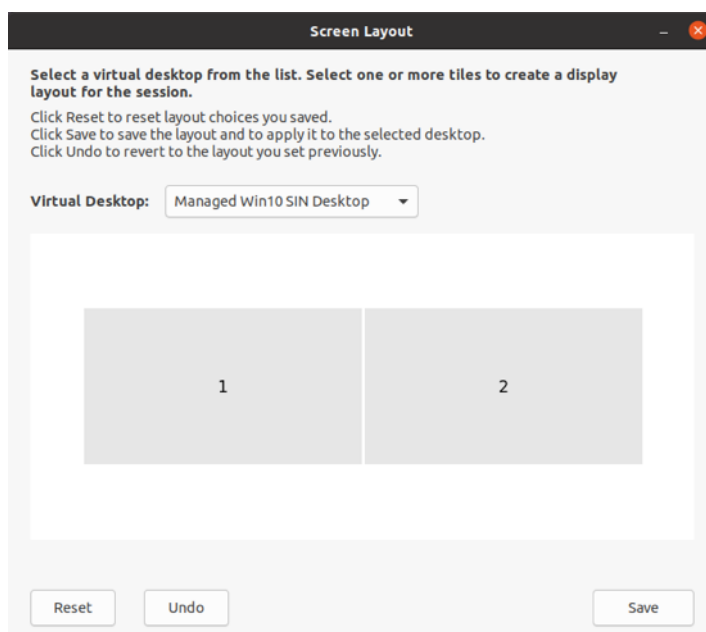 Screen Layout
Select a virtual desktop from the list. Select one or more tiles to create a display
layout for the session.
Click Reset to reset layout choices you saved.
Click Save to save the layout and to apply it to the selected desktop.
Click Undo to revert to the layout you set previously.
Virtual Desktop: Managed Win10 SIN Desktop
1 2
Reset Undo Save